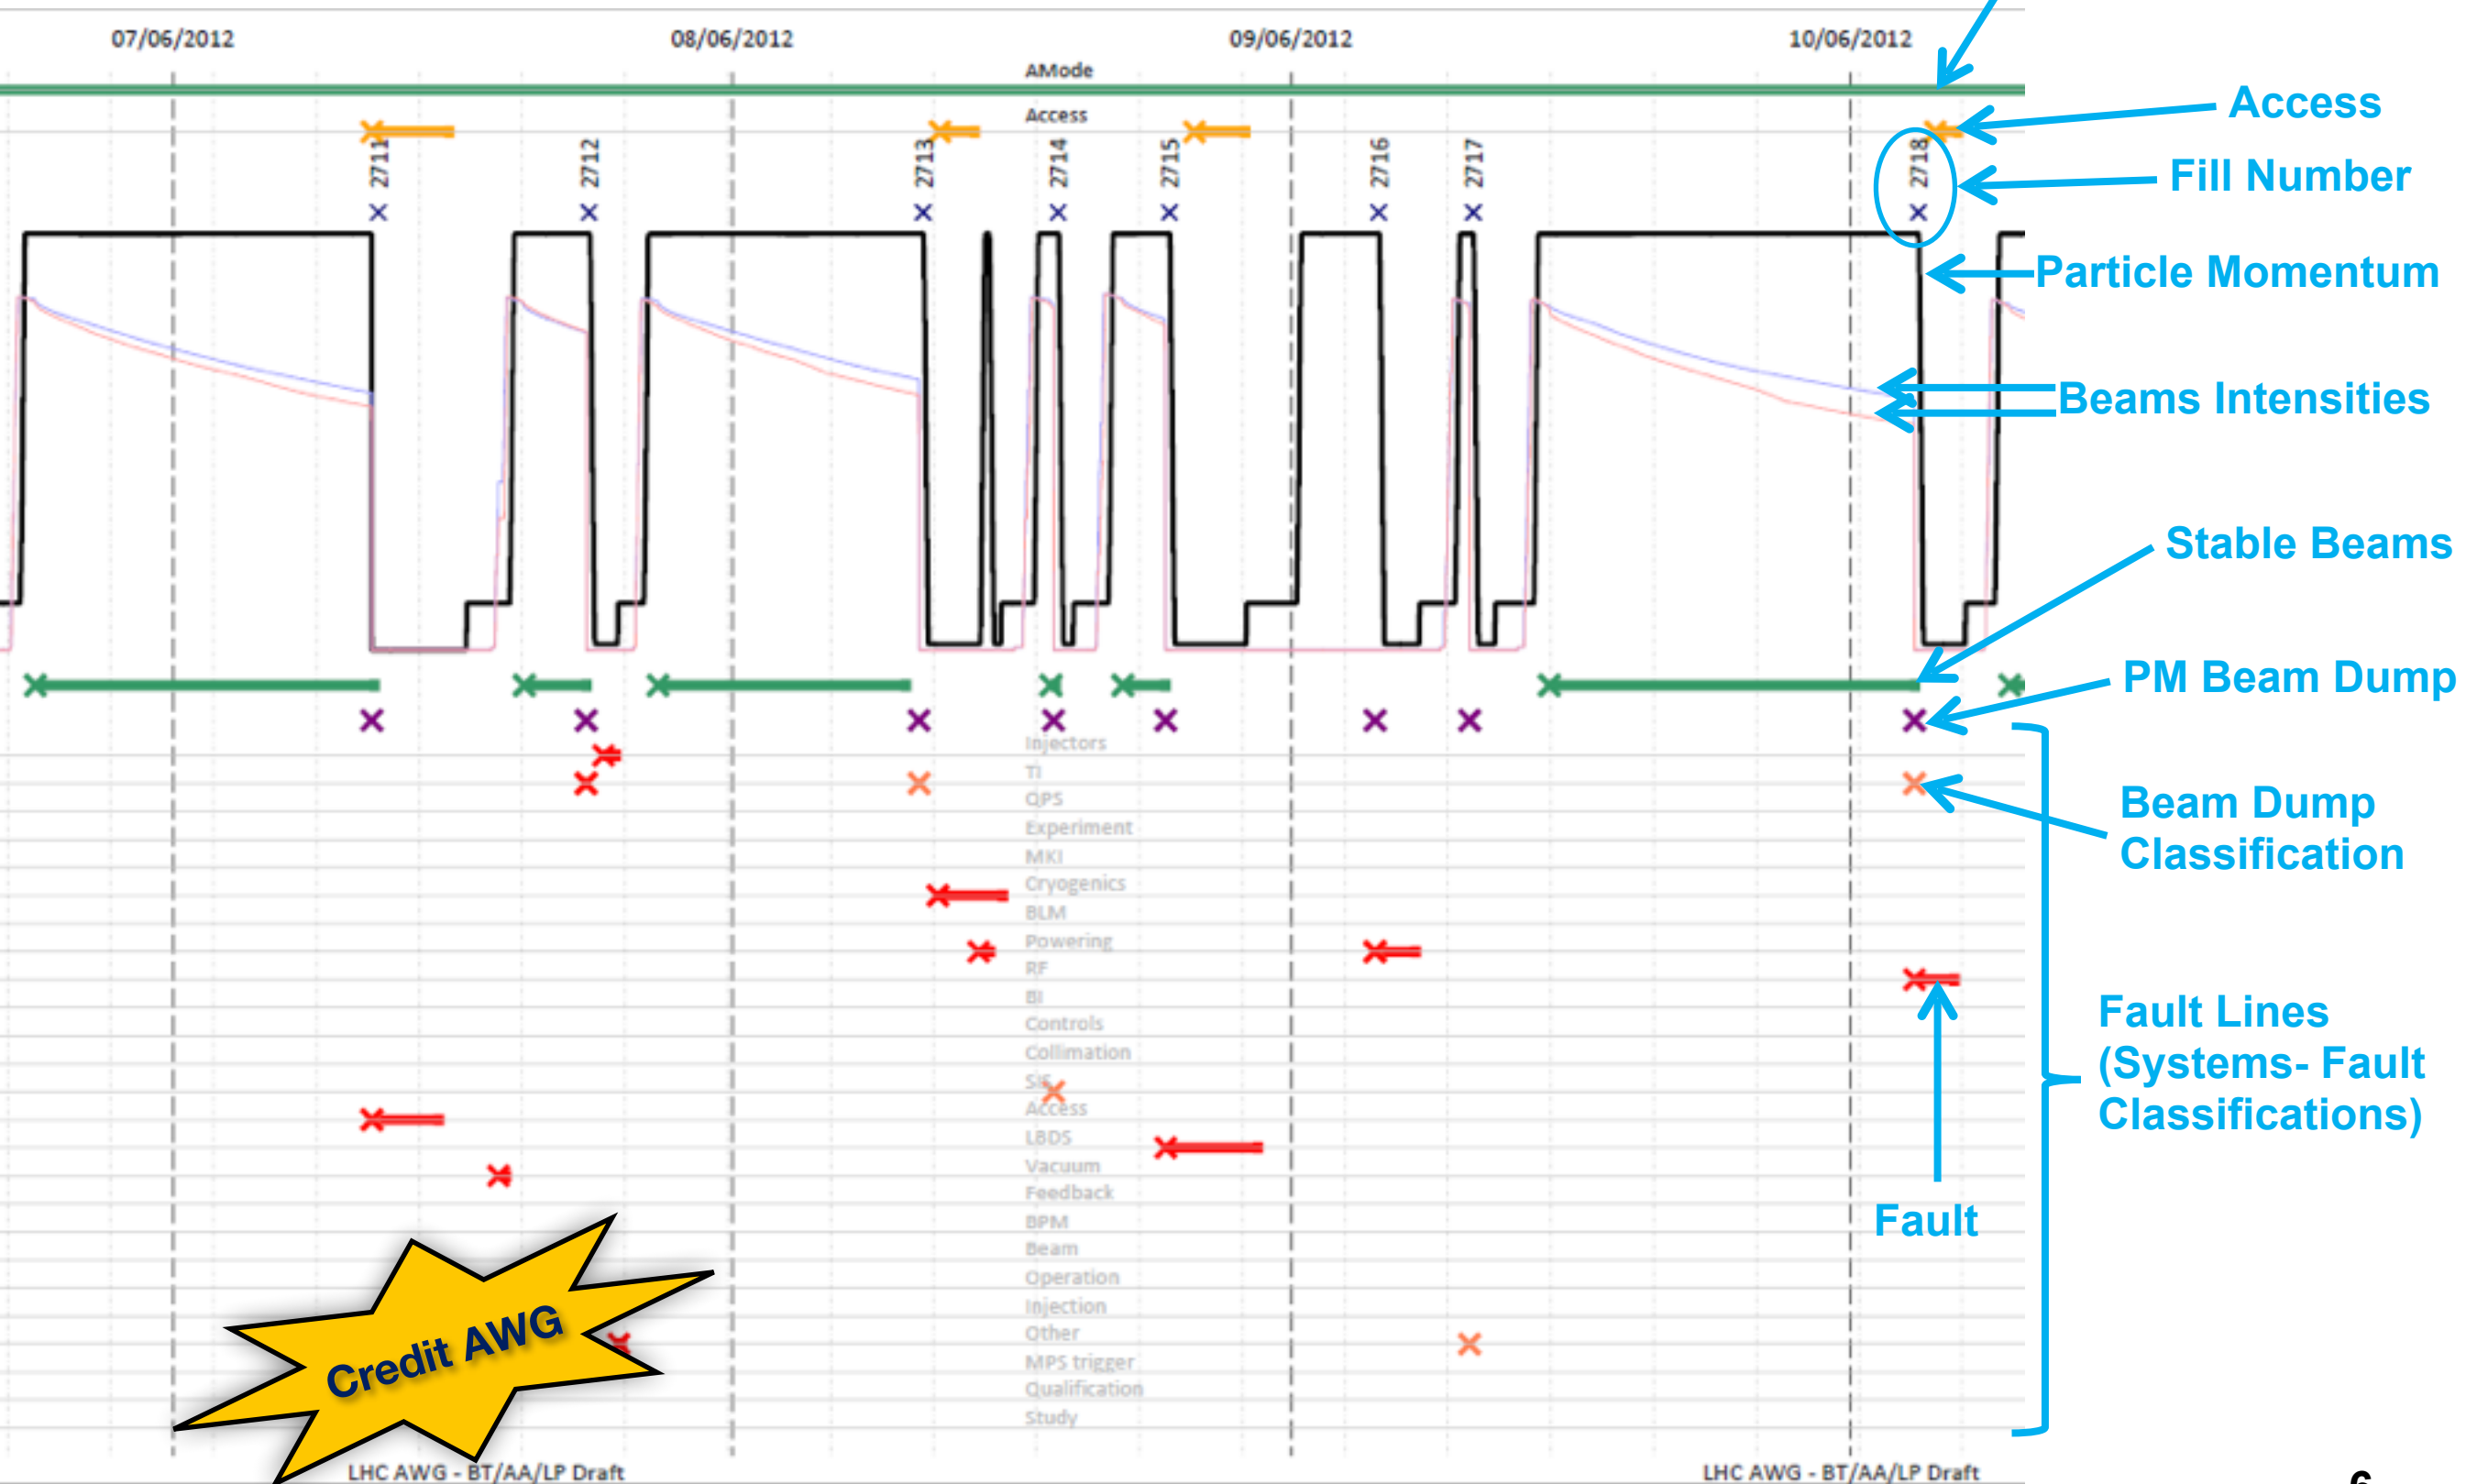 07/06/2012
08/06/2012
09/06/2012
10/06/2012
AMode
Access
2711
2712
2713
2714
2715
2716
2717
2718
Access
Fill Number
Particle Momentum
Beams Intensities
Stable Beams
PM Beam Dump
Beam Dump
Classification
Fault Lines
(Systems- Fault
Classifications)
Fault
Injectors
TI
QPS
Experiment
MKI
Cryogenics
BLM
Powering
RF
BI
Controls
Collimation
SIS
Access
LBDS
Vacuum
Feedback
BPM
Beam
Operation
Injection
Other
MPS trigger
Qualification
Study
Credit AWG
LHC AWG - BT/AA/LP Draft
LHC AWG - BT/AA/LP Draft